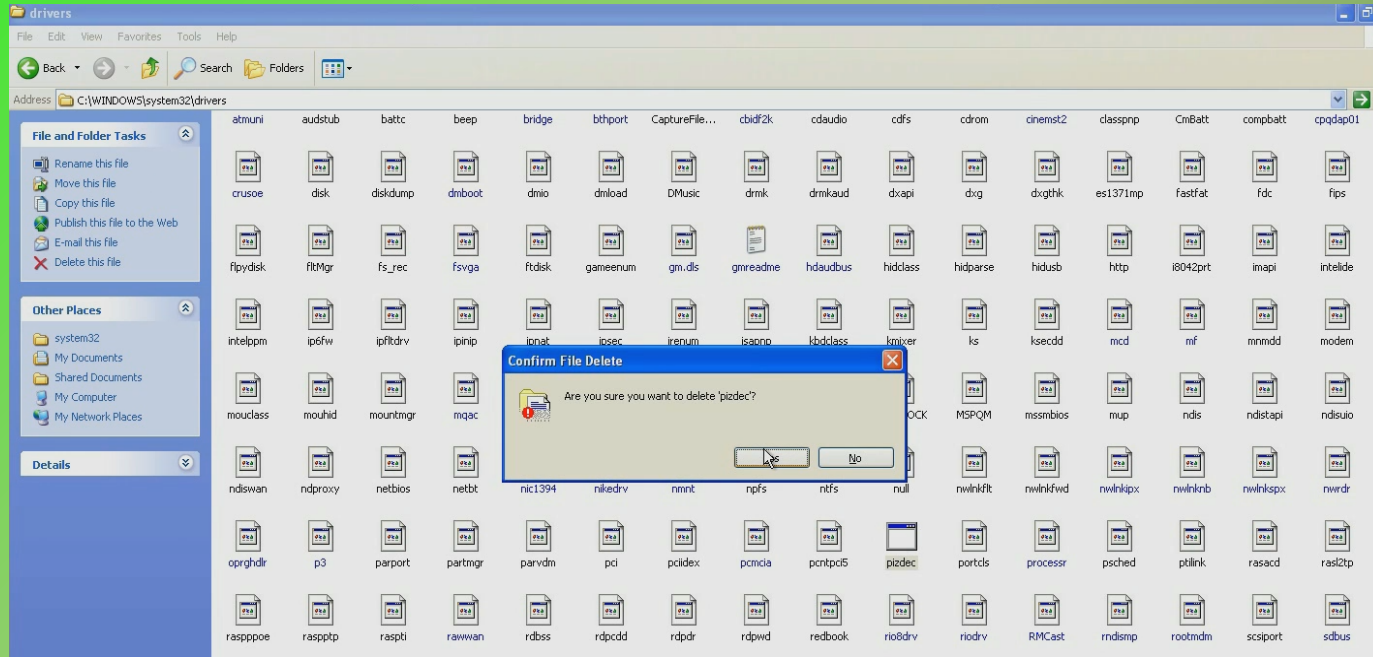 drivers
File Edit View Favorites Tools Help
Back Search Folders
Address C:\WINDOWS\system32\drivers
File and Folder Tasks
Rename this file
Move this file
Copy this file
Publish this file to the Web
E-mail this file
Delete this file
Other Places
system32
My Documents
Shared Documents
My Computer
My Network Places
Details
atmuni audstub battc beep bridge bthport CaptureFile... cbidf2k cdaudio cdfs cdrom cinemst2 classpnp CmBatt compbatt cpqdap01
crusoe disk diskdump dmboot dmio dmload DMusic drmk drmkaud dxapi dxg dxgthk es1371mp fastfat fdc fips
flpydisk fltMgr fs_rec fsvga ftdisk gameenum gm.dls gmreadme hdaudbus hidclass hidparse hidusb http i8042prt imapi intelide
intelppm ip6fw ipfltdrv ipinip ipnat ipsec irenum isapnp kbdclass kmixer ks ksecdd mcd mf mnmdd modem
Confirm File Delete
Are you sure you want to delete 'pizdec'?
No
mouclass mouhid mountmgr mqac OCK MSPQM mssmbios mup ndis ndistapi ndisuio
ndiswan ndproxy netbios netbt nic1394 nikedrv nmnt npfs ntfs null nwlnkflt nwlnkfwd nwlnkipx nwlnknb nwlnkspx nwrdr
oprghdlr p3 parport partmgr parvdm pci pciidex pcmcia pcntpci5 pizdec portcls processr psched ptilink rasacd rasl2tp
raspppoe raspptp raspti rawwan rdbss rdpcdd rdpdr rdpwd redbook rio8drv riodrv RMCast rndismp rootmdm scsiport sdbus